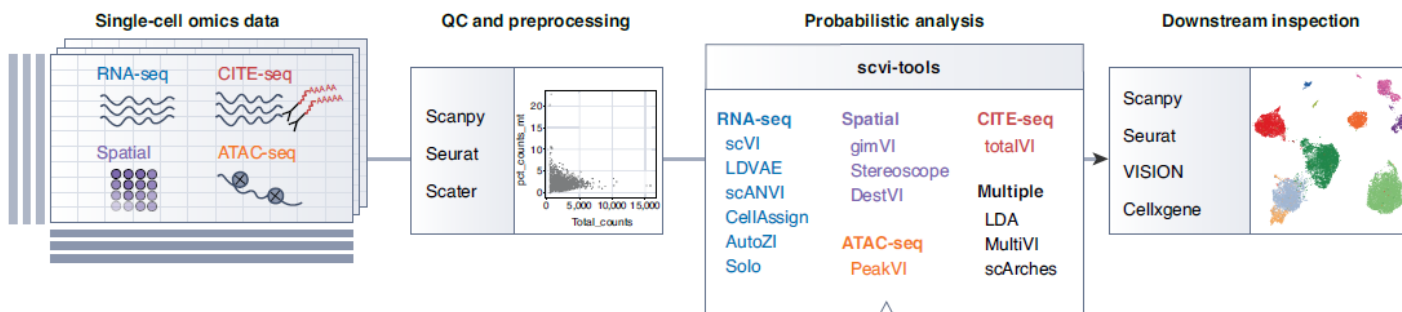 Single-cell omics data
QC and preprocessing
Probabilistic analysis
Downstream inspection
RNA-seq
CITE-seq
AAAAA
AAAAA
Spatial
ATAC-seq
Scanpy
Seurat
Scater
pct_counts_mt
20
15
10
5
0
0 5,000 10,000 15,000
Total_counts
scvi-tools
RNA-seq
scVI
LDVAE
scANVI
CellAssign
AutoZI
Solo
Spatial
gimVI
Stereoscope
DestVI
ATAC-seq
PeakVI
CITE-seq
totalVI
Multiple
LDA
MultiVI
scArches
Scanpy
Seurat
VISION
Cellxgene